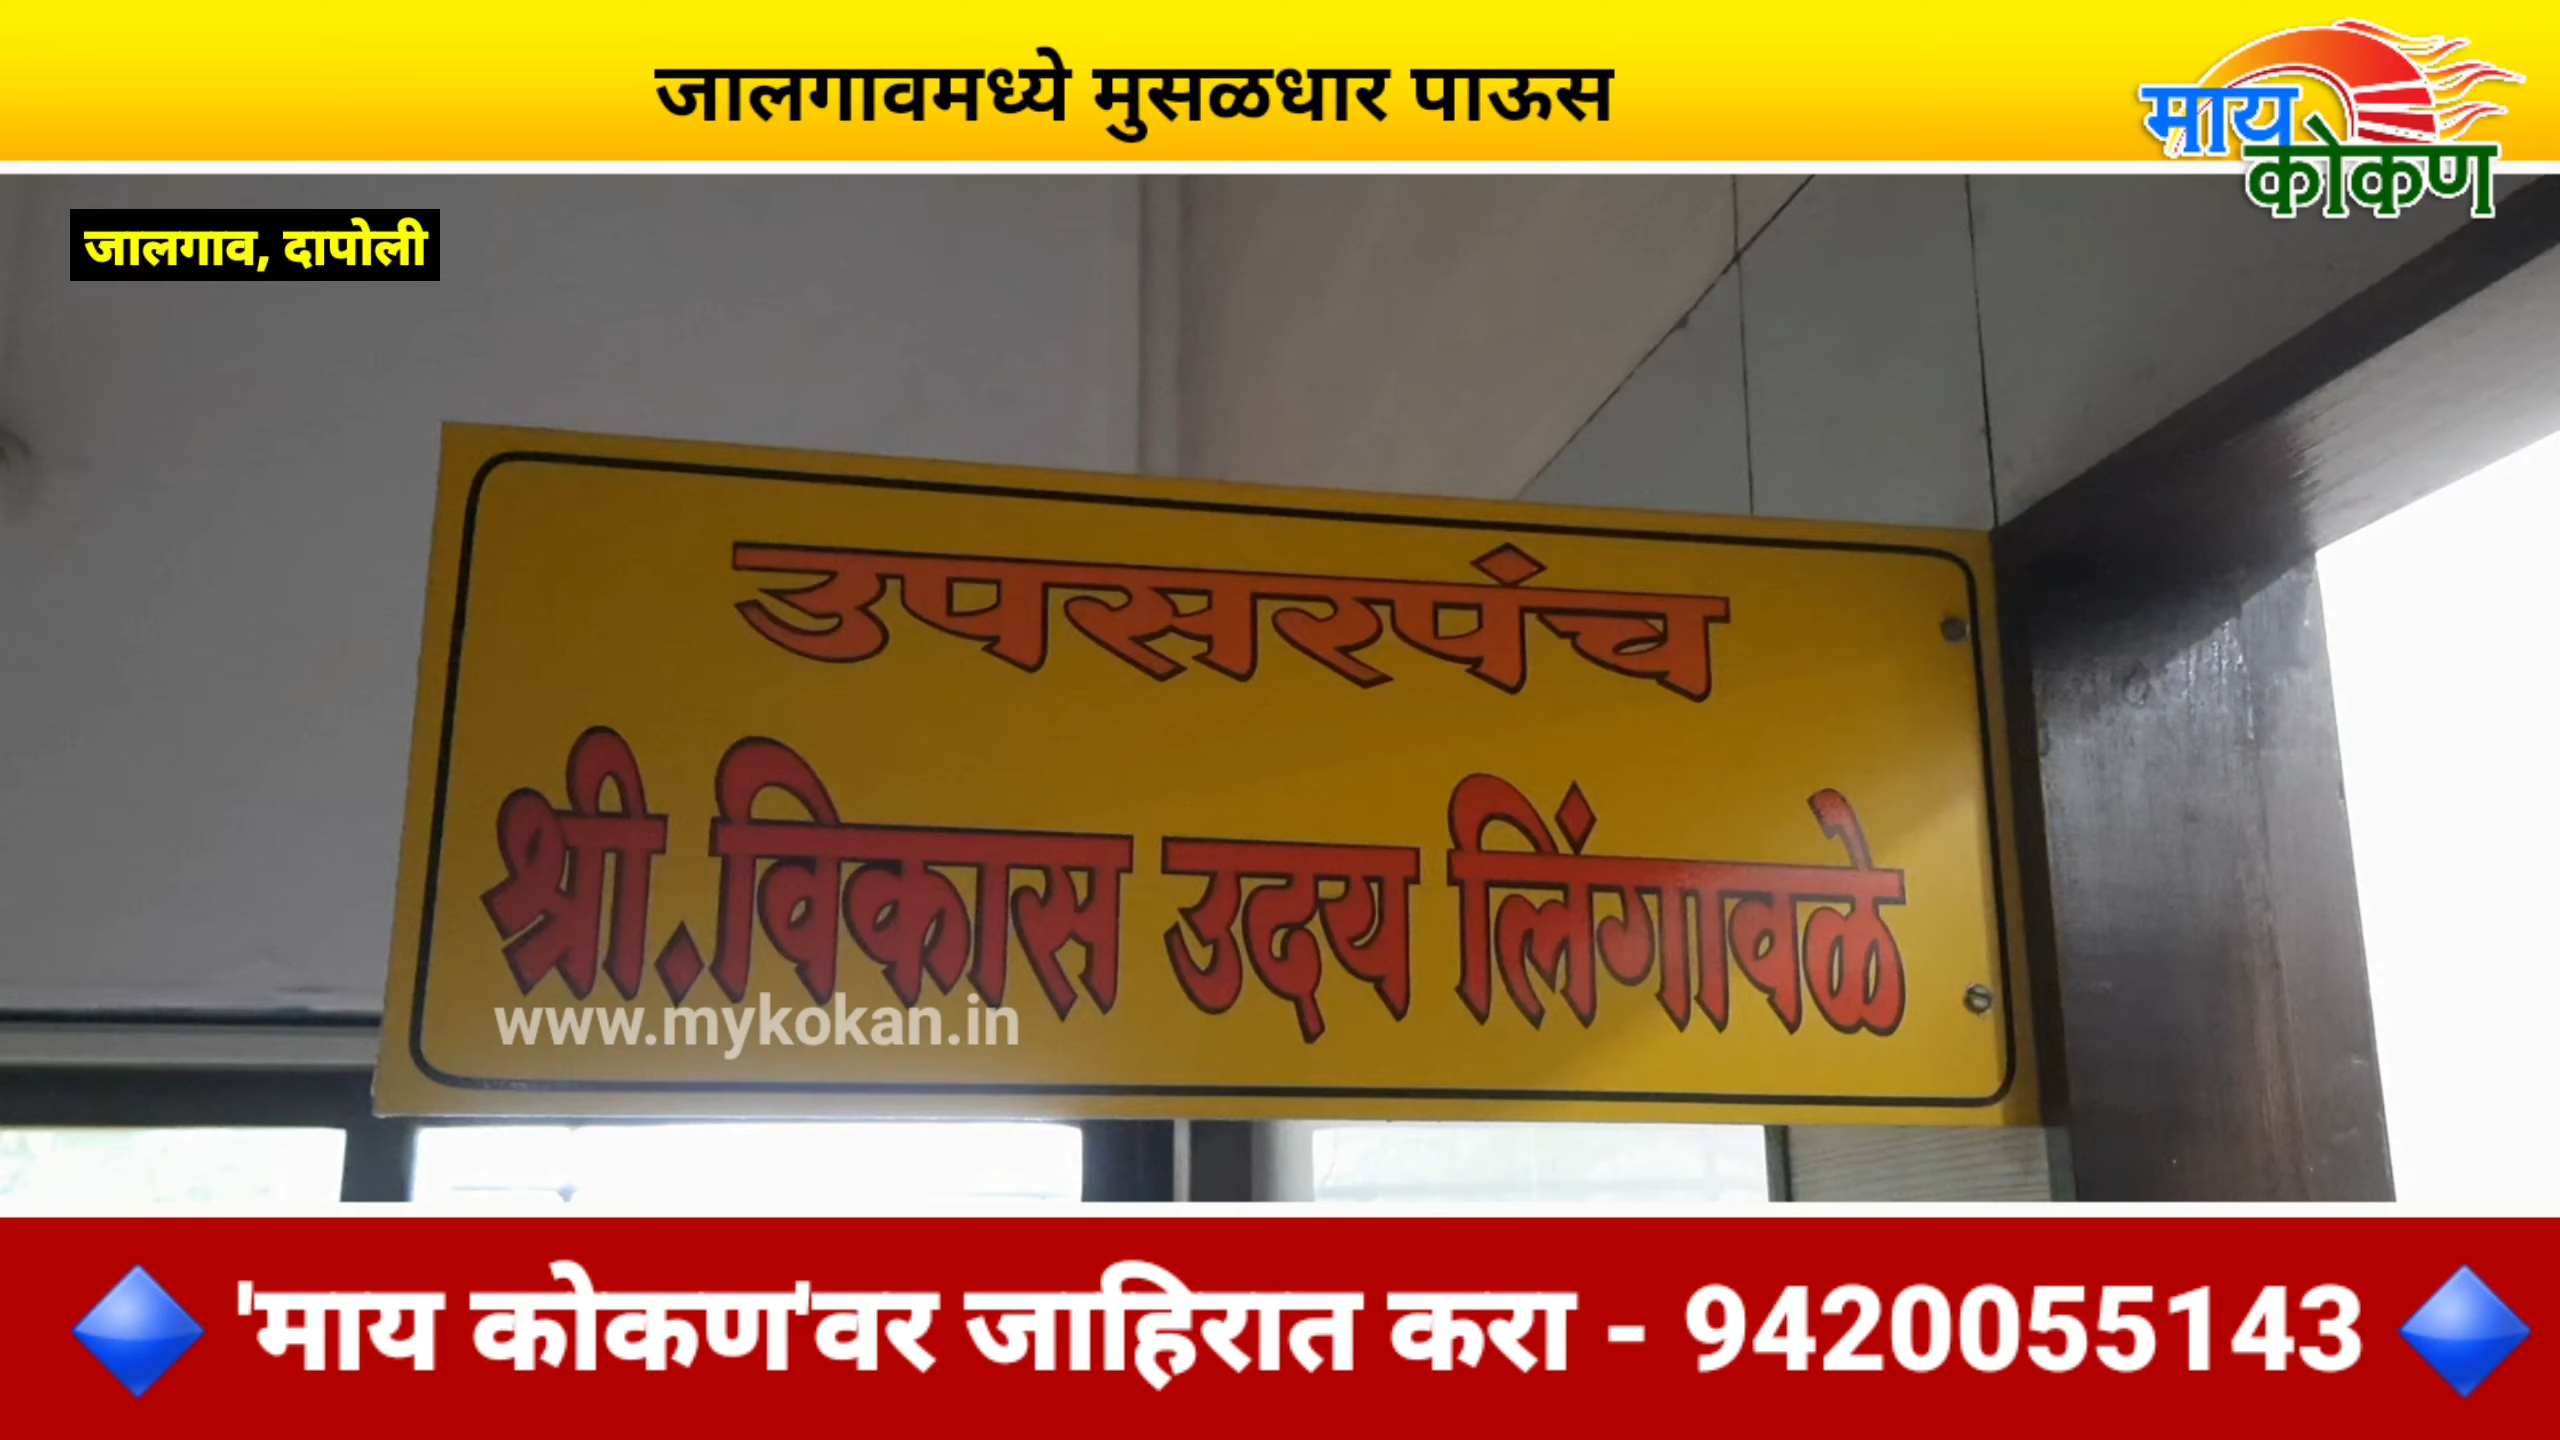 जालगावमध्ये मुसळधार पाऊस
माय
कोकण
जालगाव, दापोली
उपसरपंच
श्री. विकास उदय लिंगावळे
www.mykokan.in
'माय कोकण'वर जाहिरात करा - 9420055143